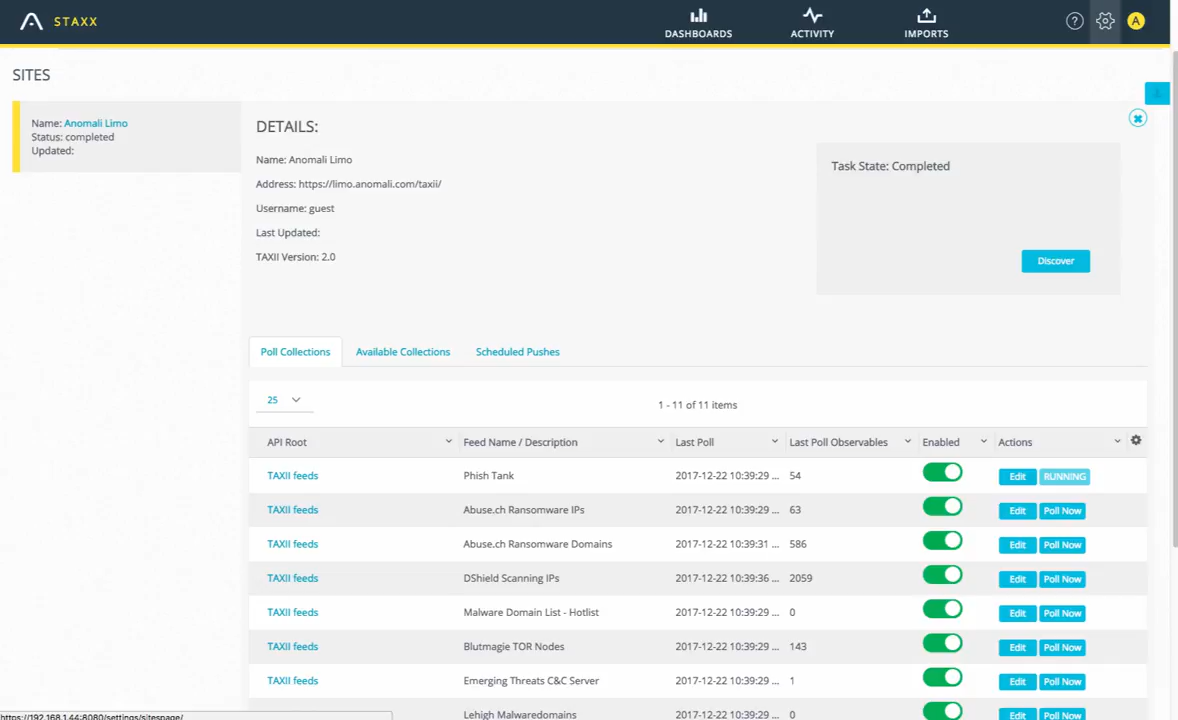 STAXX
DASHBOARDS
ACTIVITY
IMPORTS
?
A
SITES
Name: Anomali Limo
Status: completed
Updated:
DETAILS:
Name: Anomali Limo
Address: https://limo.anomali.com/taxii/
Username: guest
Last Updated:
TAXII Version: 2.0
Task State: Completed
Discover
Poll Collections Available Collections Scheduled Pushes
25
1 - 11 of 11 items
API Root Feed Name / Description Last Poll Last Poll Observables Enabled Actions
TAXII feeds Phish Tank 2017-12-22 10:39:29 ... 54 Edit RUNNING
TAXII feeds Abuse.ch Ransomware IPs 2017-12-22 10:39:29 ... 63 Edit Poll Now
TAXII feeds Abuse.ch Ransomware Domains 2017-12-22 10:39:31 ... 586 Edit Poll Now
TAXII feeds DShield Scanning IPs 2017-12-22 10:39:36 ... 2059 Edit Poll Now
TAXII feeds Malware Domain List - Hotlist 2017-12-22 10:39:29 ... 0 Edit Poll Now
TAXII feeds Blutmagie TOR Nodes 2017-12-22 10:39:29 ... 143 Edit Poll Now
TAXII feeds Emerging Threats C&C Server 2017-12-22 10:39:29 ... 1 Edit Poll Now
TAXII feeds Lehigh Malwaredomains 2017-12-22 10:39:29 ... 0 Edit Poll Now
https://192.168.1.44:8080/settings/sitespage/